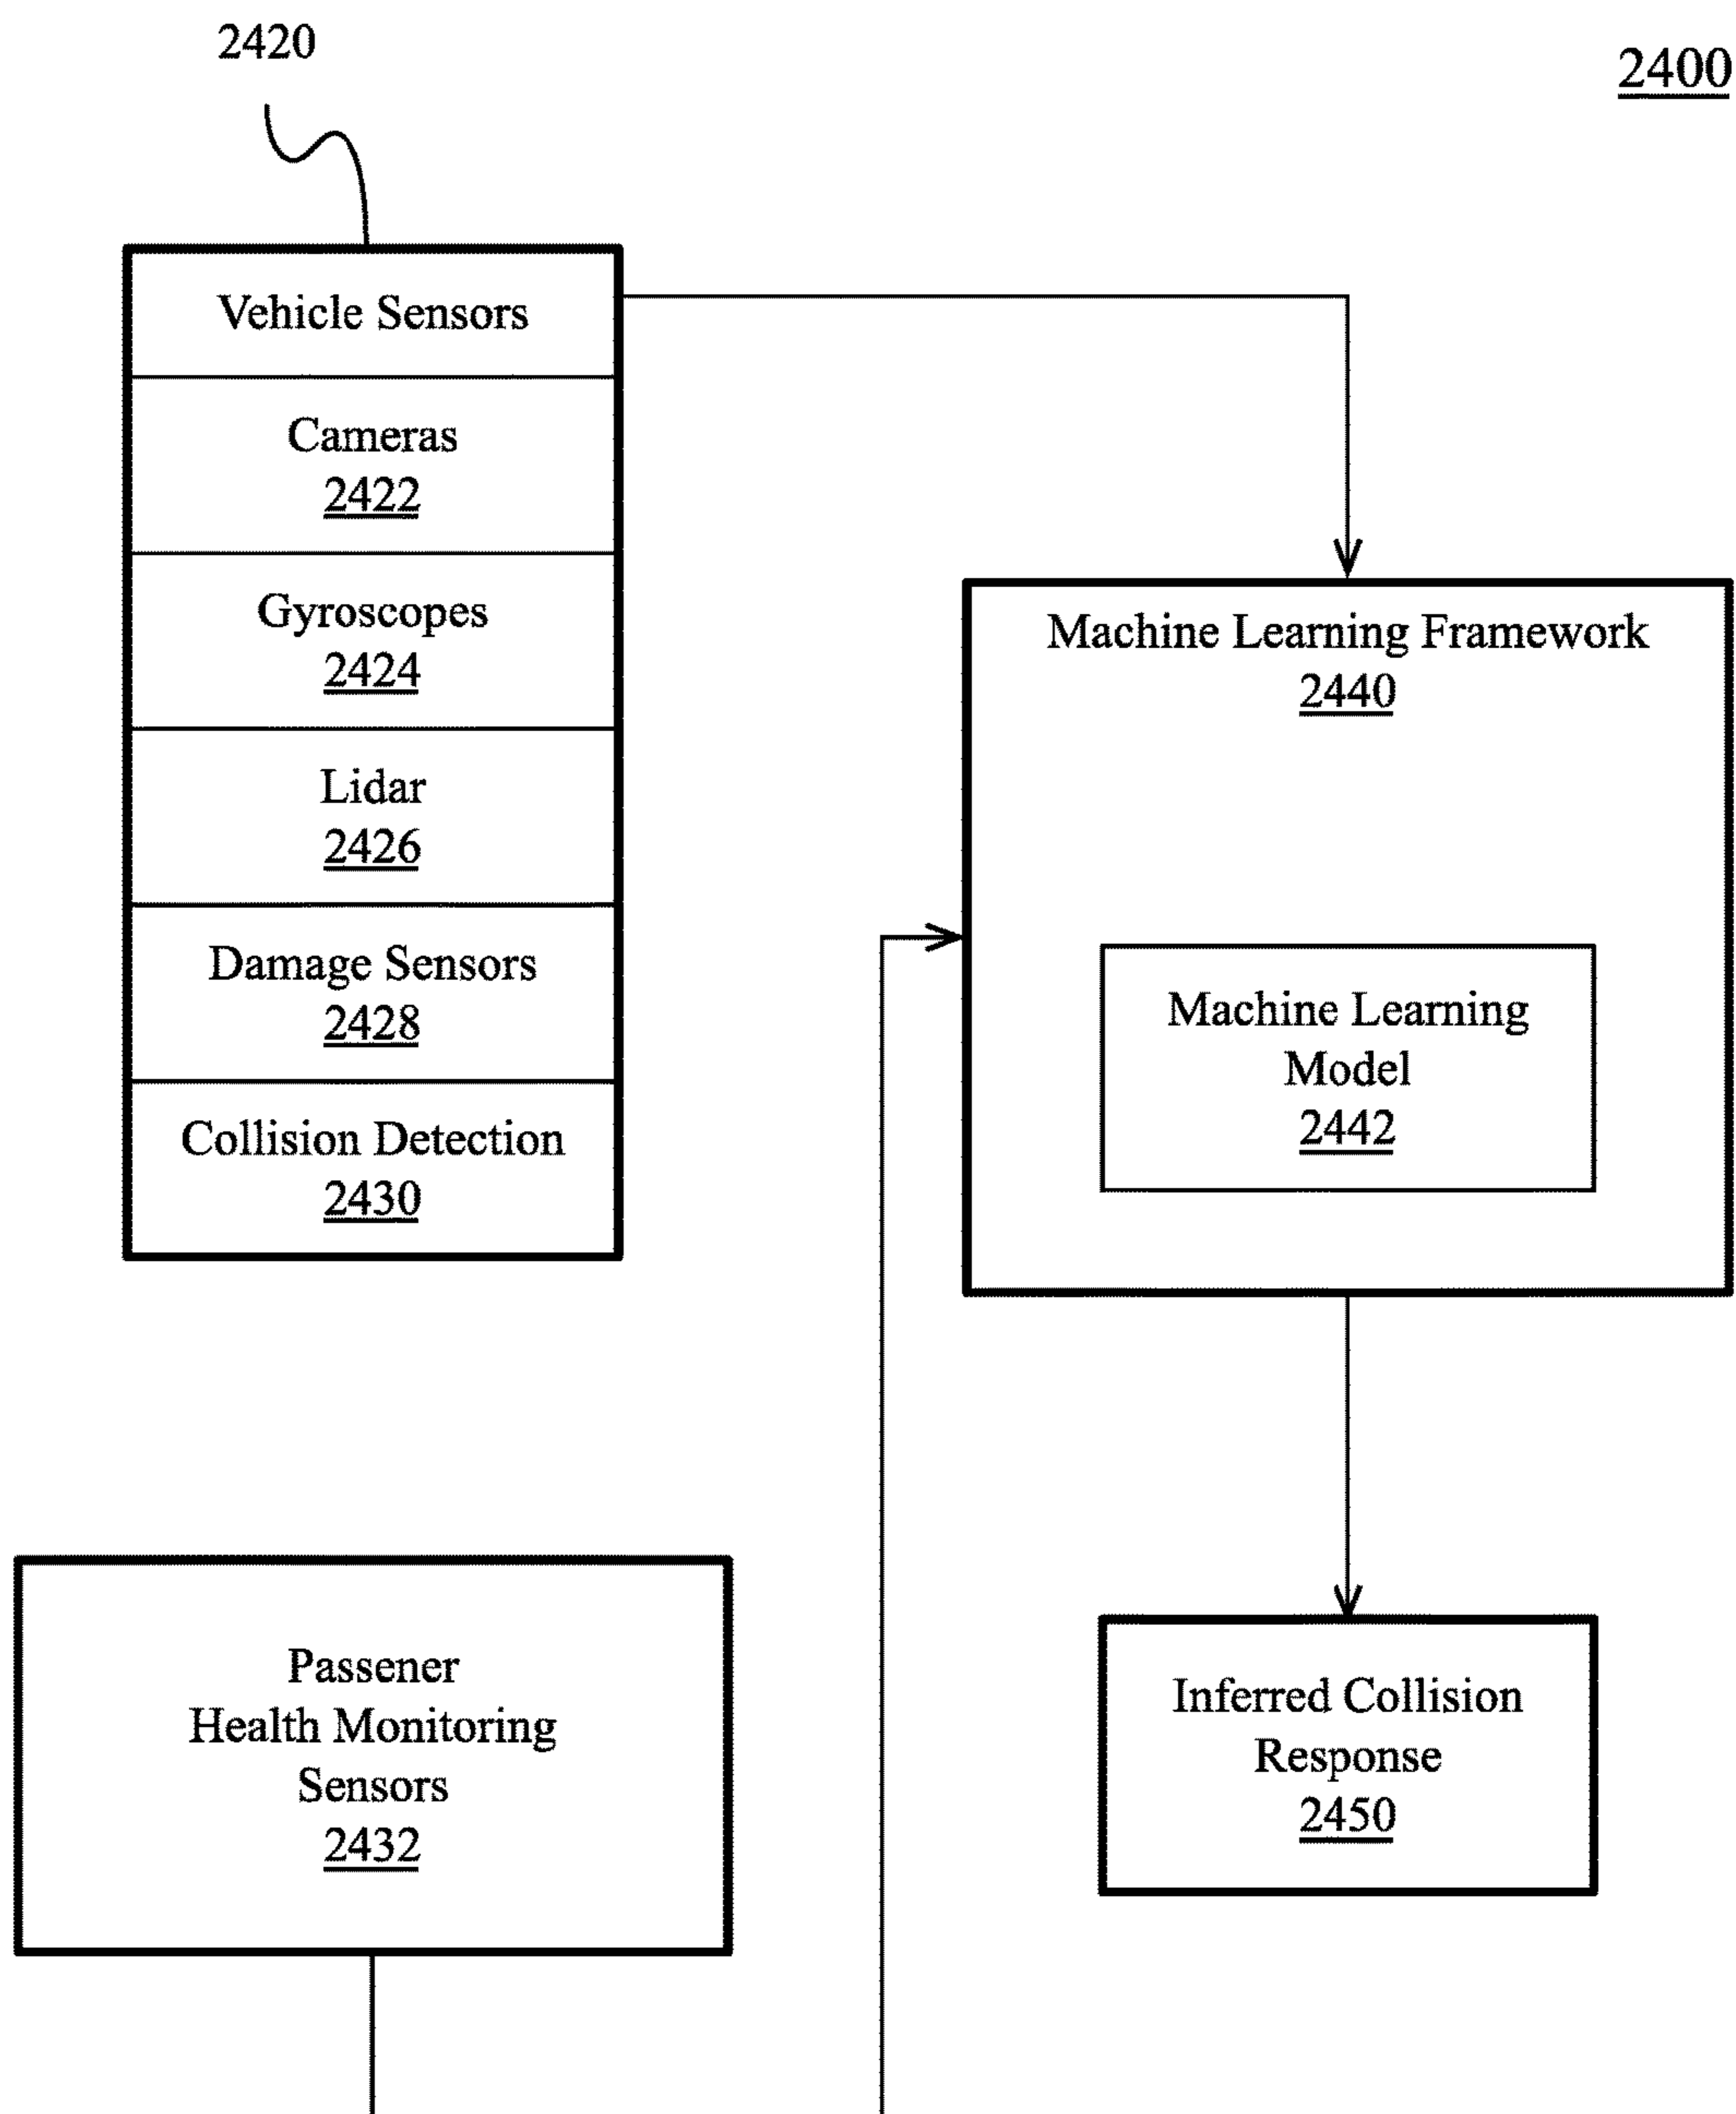 2420
2400
Vehicle Sensors
Cameras
2422
Gyroscopes
2424
Lidar
2426
Damage Sensors
2428
Collision Detection
2430
Machine Learning Framework
2440
Machine Learning
Model
2442
Passener
Health Monitoring
Sensors
2432
Inferred Collision
Response
2450